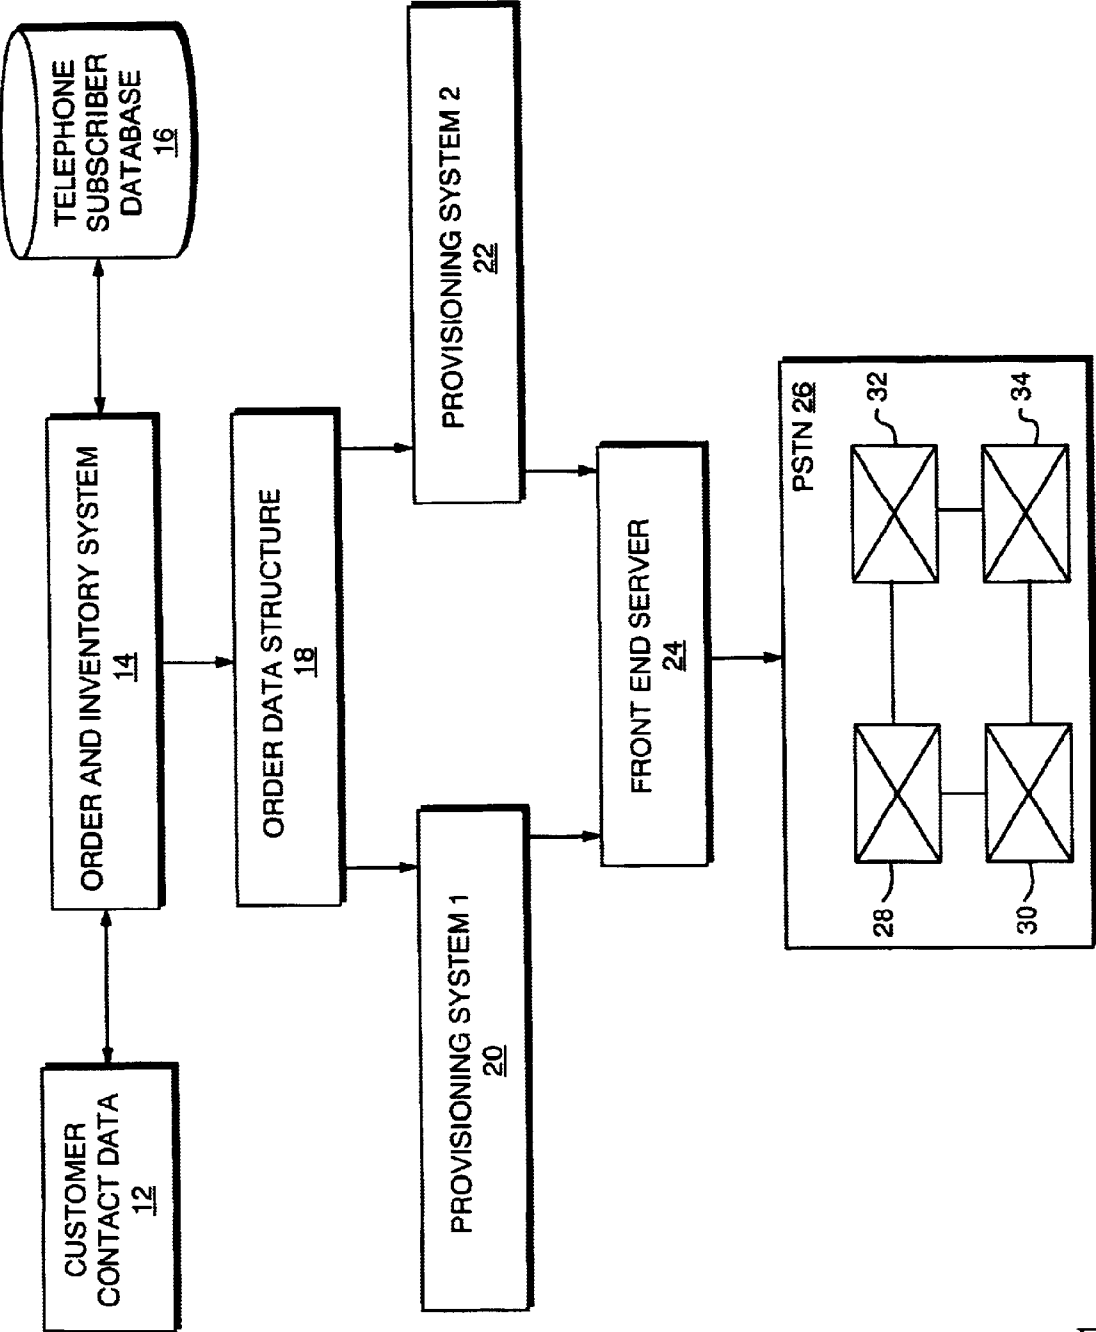 CUSTOMER
CONTACT DATA
12
ORDER AND INVENTORY SYSTEM
14
TELEPHONE
SUBSCRIBER
DATABASE
16
ORDER DATA STRUCTURE
18
PROVISIONING SYSTEM 1
20
PROVISIONING SYSTEM 2
22
FRONT END SERVER
24
PSTN 26
28
32
30
34